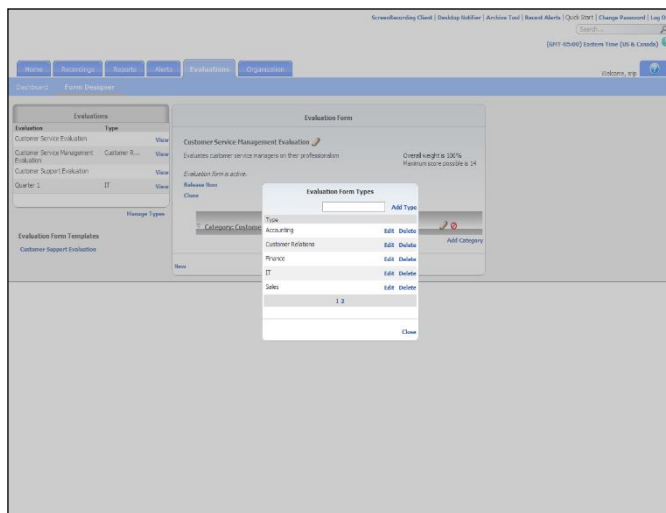 ScreenRecording Client | Desktop Notifier | Archive Tool | Recent Alerts | Quick Start | Change Password | Log O
Search...
(GMT-05:00) Eastern Time (US & Canada)
Home Recordings Reports Alerts Evaluations Organization
Welcome,
Dashboard Form Designer
Evaluations
Evaluation Type
Customer Service Evaluation View
Customer Service Management Evaluation Customer R... View
Customer Support Evaluation View
Quarter 1 IT View
Manage Types
Evaluation Form Templates
Customer Support Evaluation
Evaluation Form
Customer Service Management Evaluation
Evaluates customer service managers on their professionalism
Overall weight is 100%
Maximum score possible is 14
Evaluation form is active.
Release Row
Clone
Category: Custome
Add Category
New
Evaluation Form Types
Add Type
Type
Accounting Edit Delete
Customer Relations Edit Delete
Finance Edit Delete
IT Edit Delete
Sales Edit Delete
1 2
Close